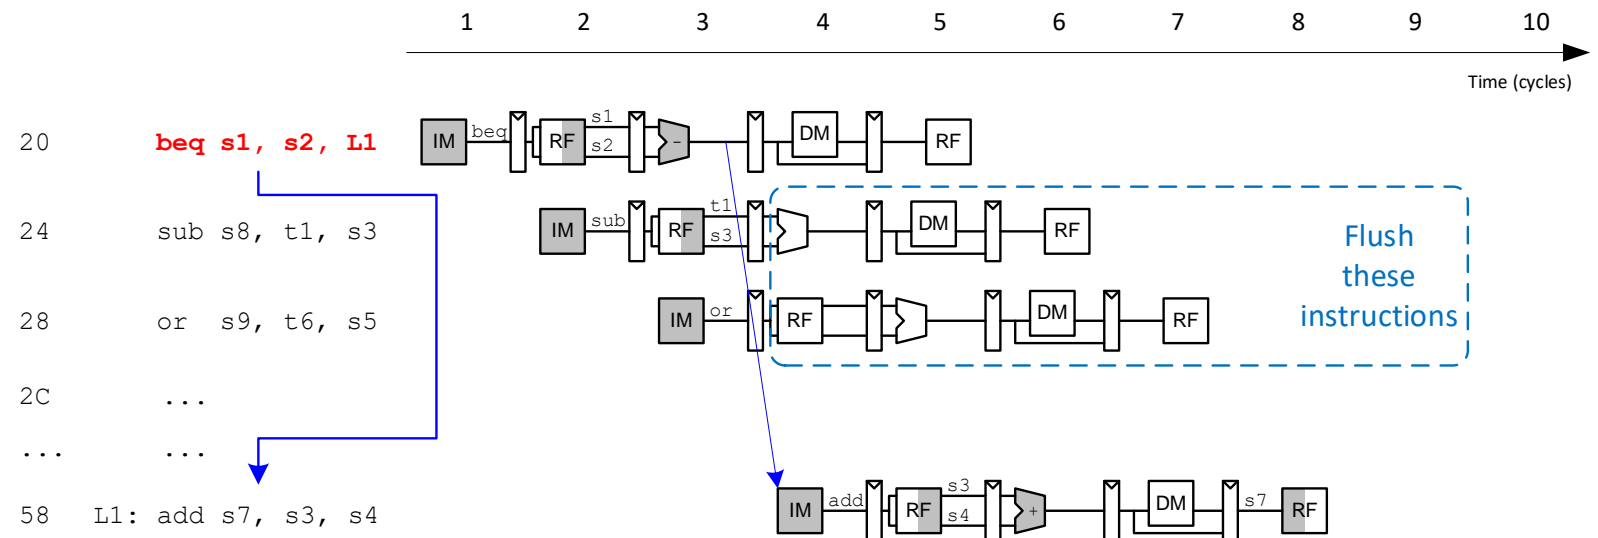 1 2 3 4 5 6 7 8 9 10
Time (cycles)
20 beq s1, s2, L1 IM beq RF s1 s2 - DM RF
24 sub s8, t1, s3 IM sub RF t1 s3 DM RF
28 or s9, t6, s5 IM or RF DM RF
Flush
these
instructions
2C ...
... ...
58 L1: add s7, s3, s4 IM add RF s3 s4 + DM s7 RF